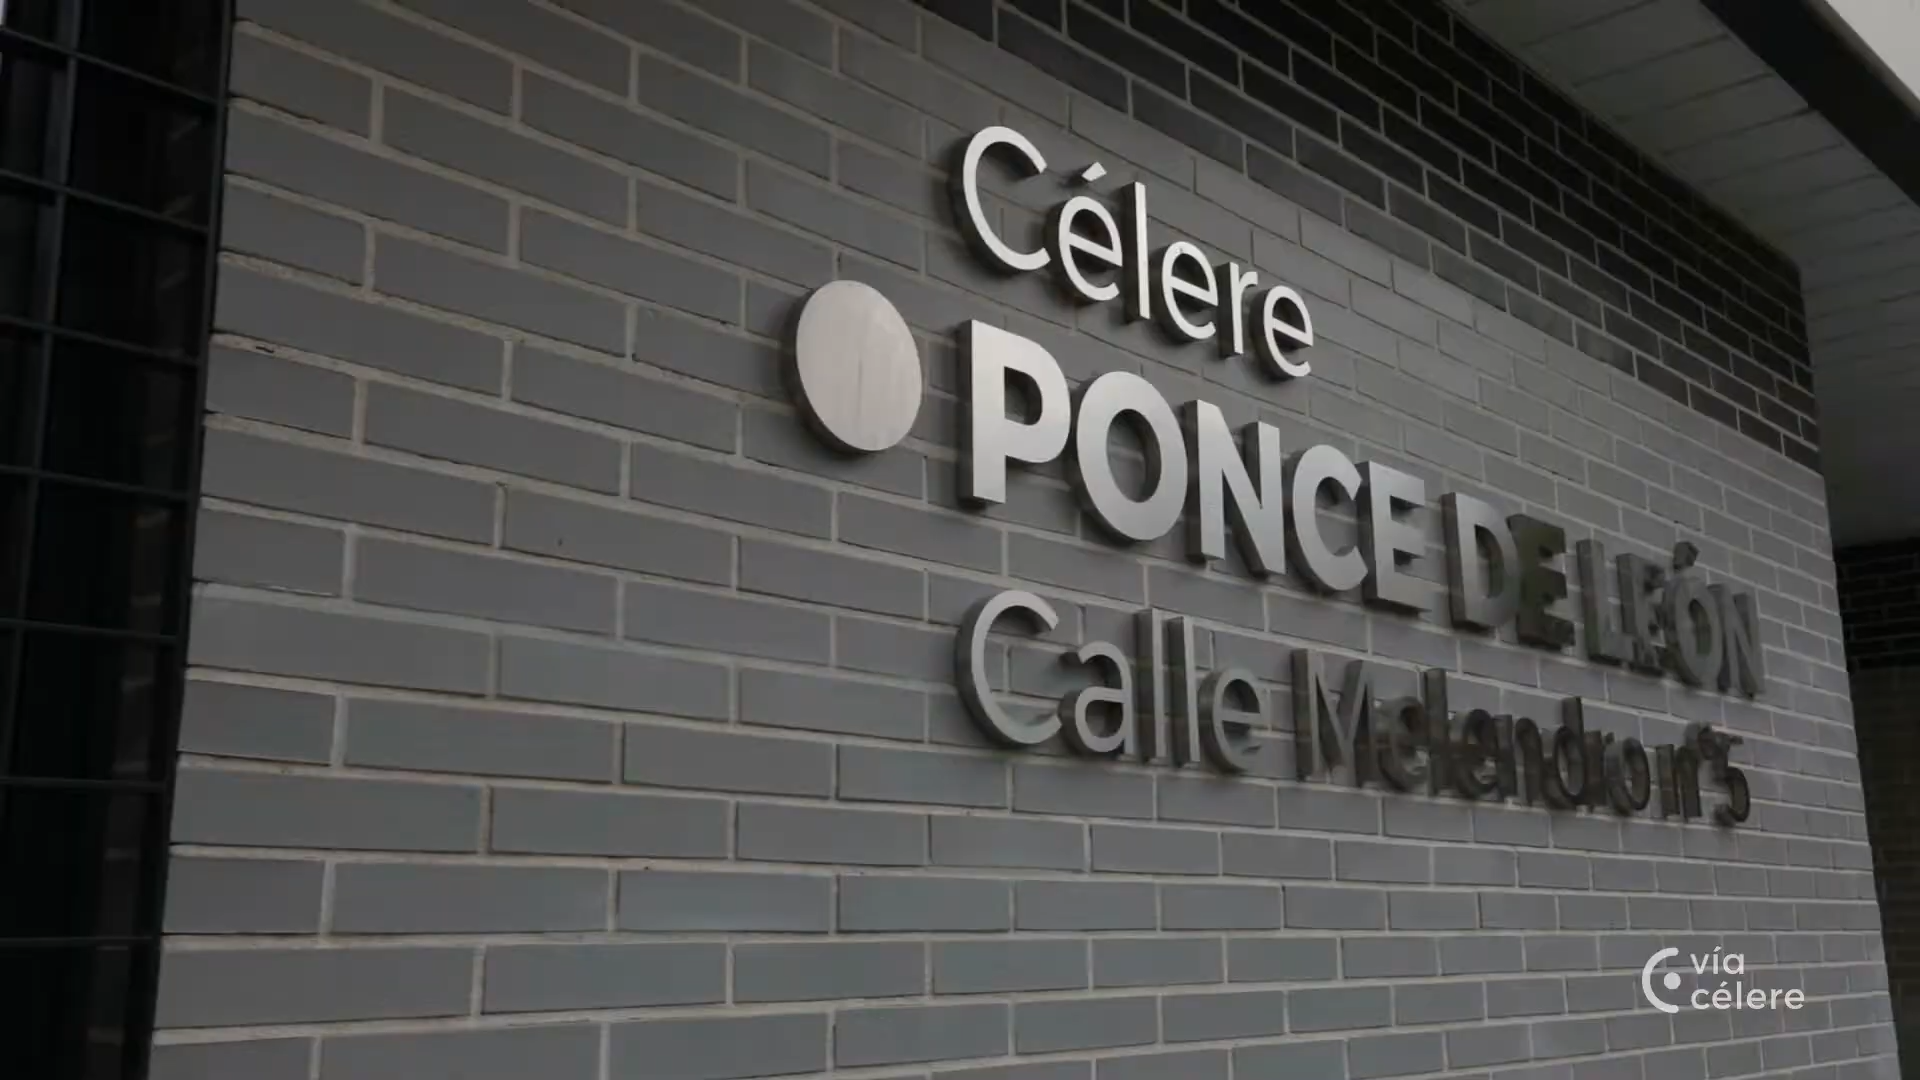 Célere
PONCE DE LEÓN
Calle Melendro nº5
vía
célere